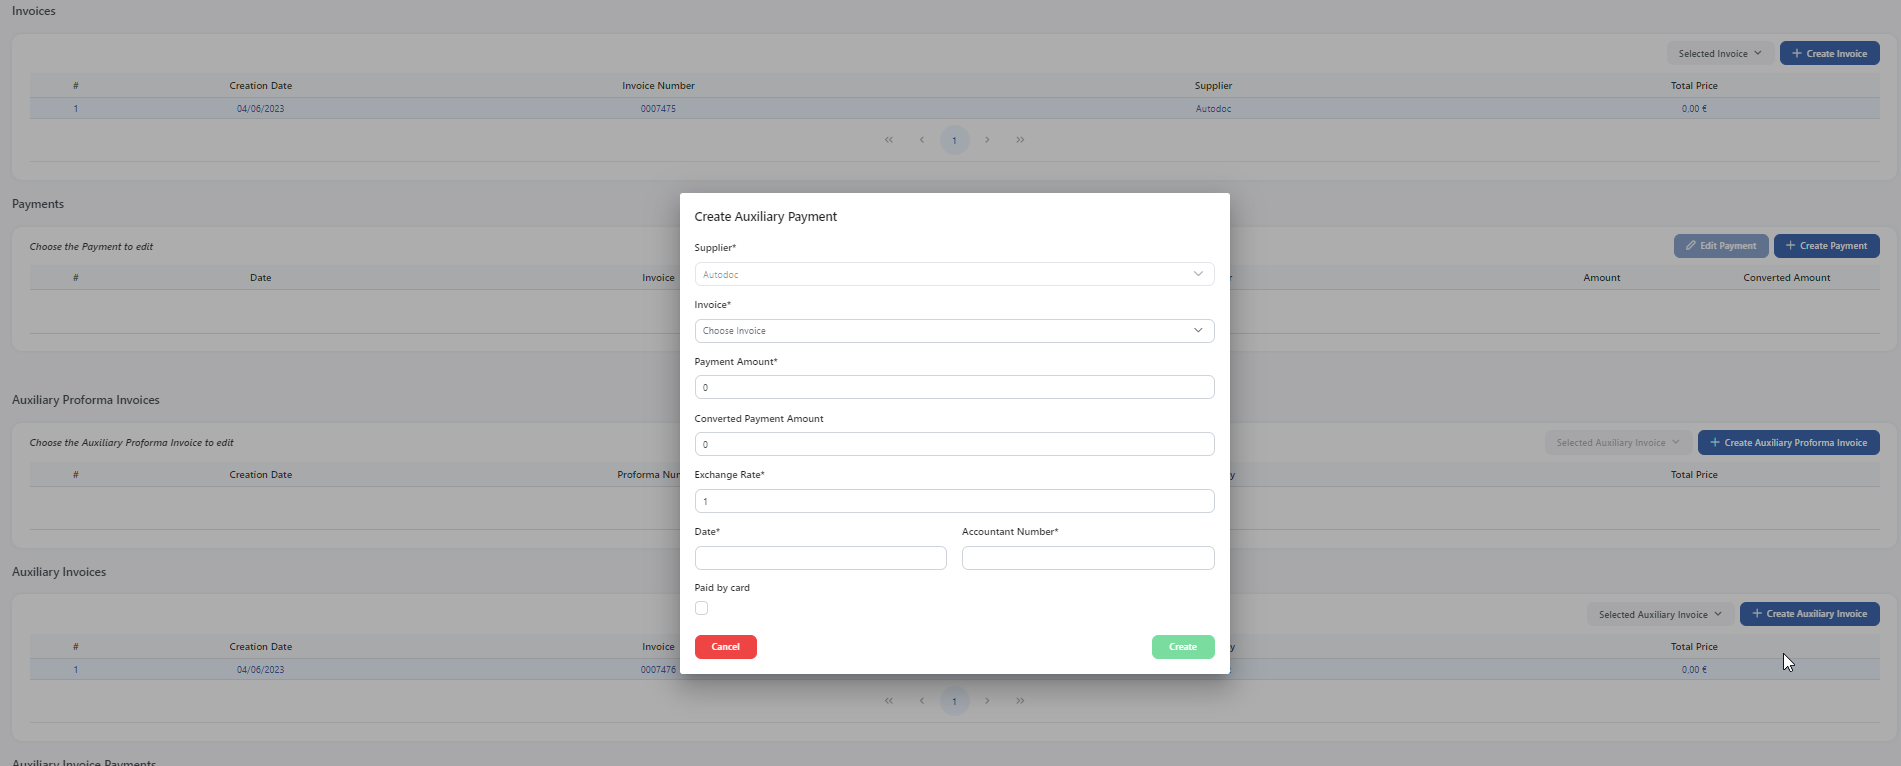 Invoices
Selected Invoice
Create Invoice
# Creation Date Invoice Number Supplier Total Price
1 04/06/2023 0007475 Autodoc 0,00 €
1
Payments
Choose the Payment to edit
Edit Payment
Create Payment
# Date Invoice Amount Converted Amount
Auxiliary Proforma Invoices
Choose the Auxiliary Proforma Invoice to edit
Selected Auxiliary Invoice
Create Auxiliary Proforma Invoice
# Creation Date Proforma Total Price
Auxiliary Invoices
Selected Auxiliary Invoice
Create Auxiliary Invoice
# Creation Date Invoice y Total Price
1 04/06/2023 0007476 0,00 €
1
Auxiliary Invoice Payments
Create Auxiliary Payment
Supplier*
Autodoc
Invoice*
Choose Invoice
Payment Amount*
0
Converted Payment Amount
0
Exchange Rate*
1
Date* Accountant Number*
Paid by card
Cancel
Create